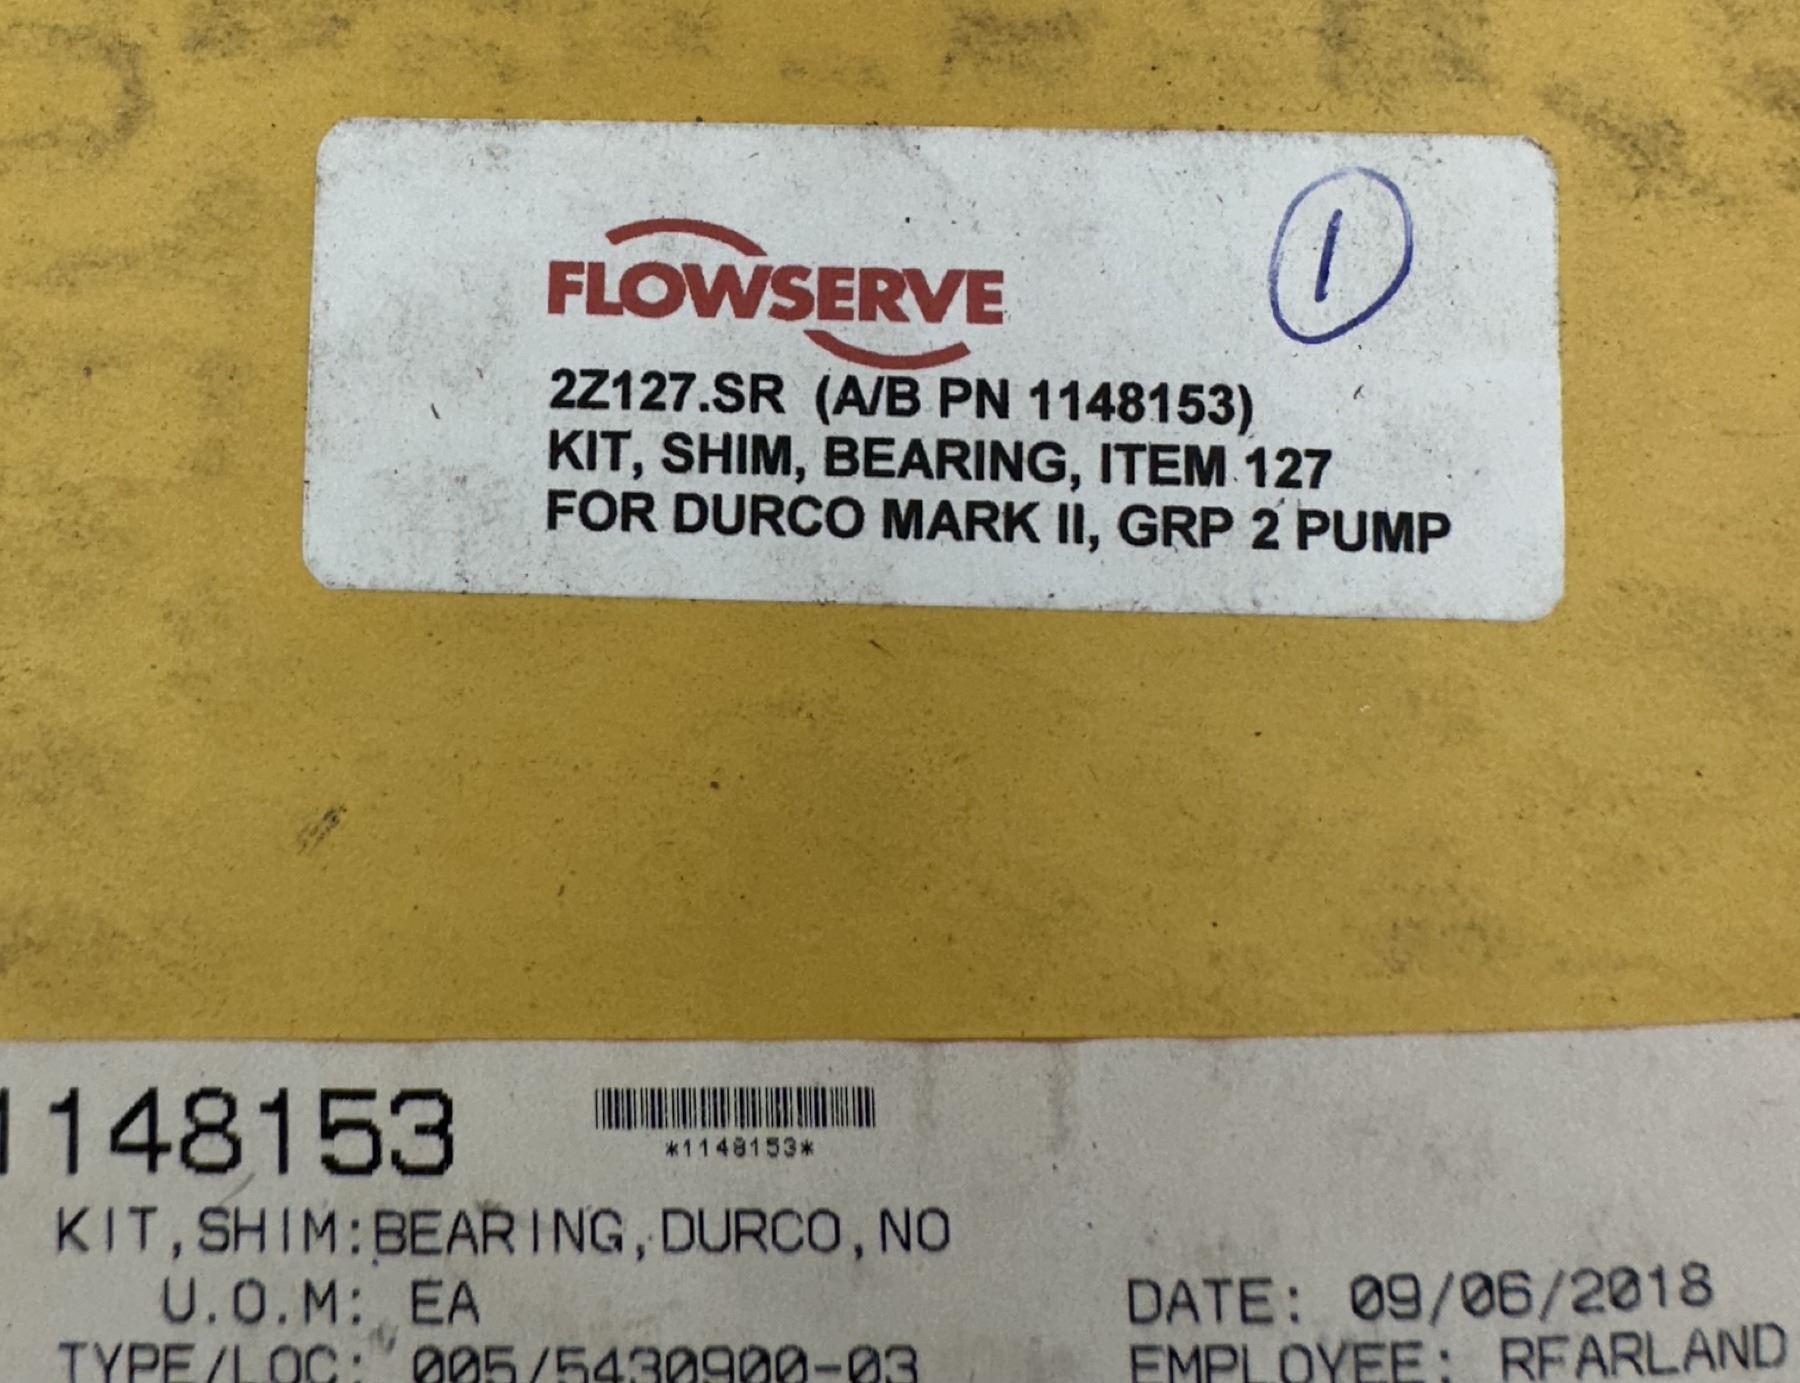 1
FLOWSERVE
2Z127.SR (A/B PN 1148153)
KIT, SHIM, BEARING, ITEM 127
FOR DURCO MARK II, GRP 2 PUMP
1148153
*1148153*
KIT,SHIM:BEARING,DURCO,NO
U.O.M: EA
DATE: 09/06/2018
TYPE/LOC: 005/5430900-03
EMPLOYEE: RFARLAND